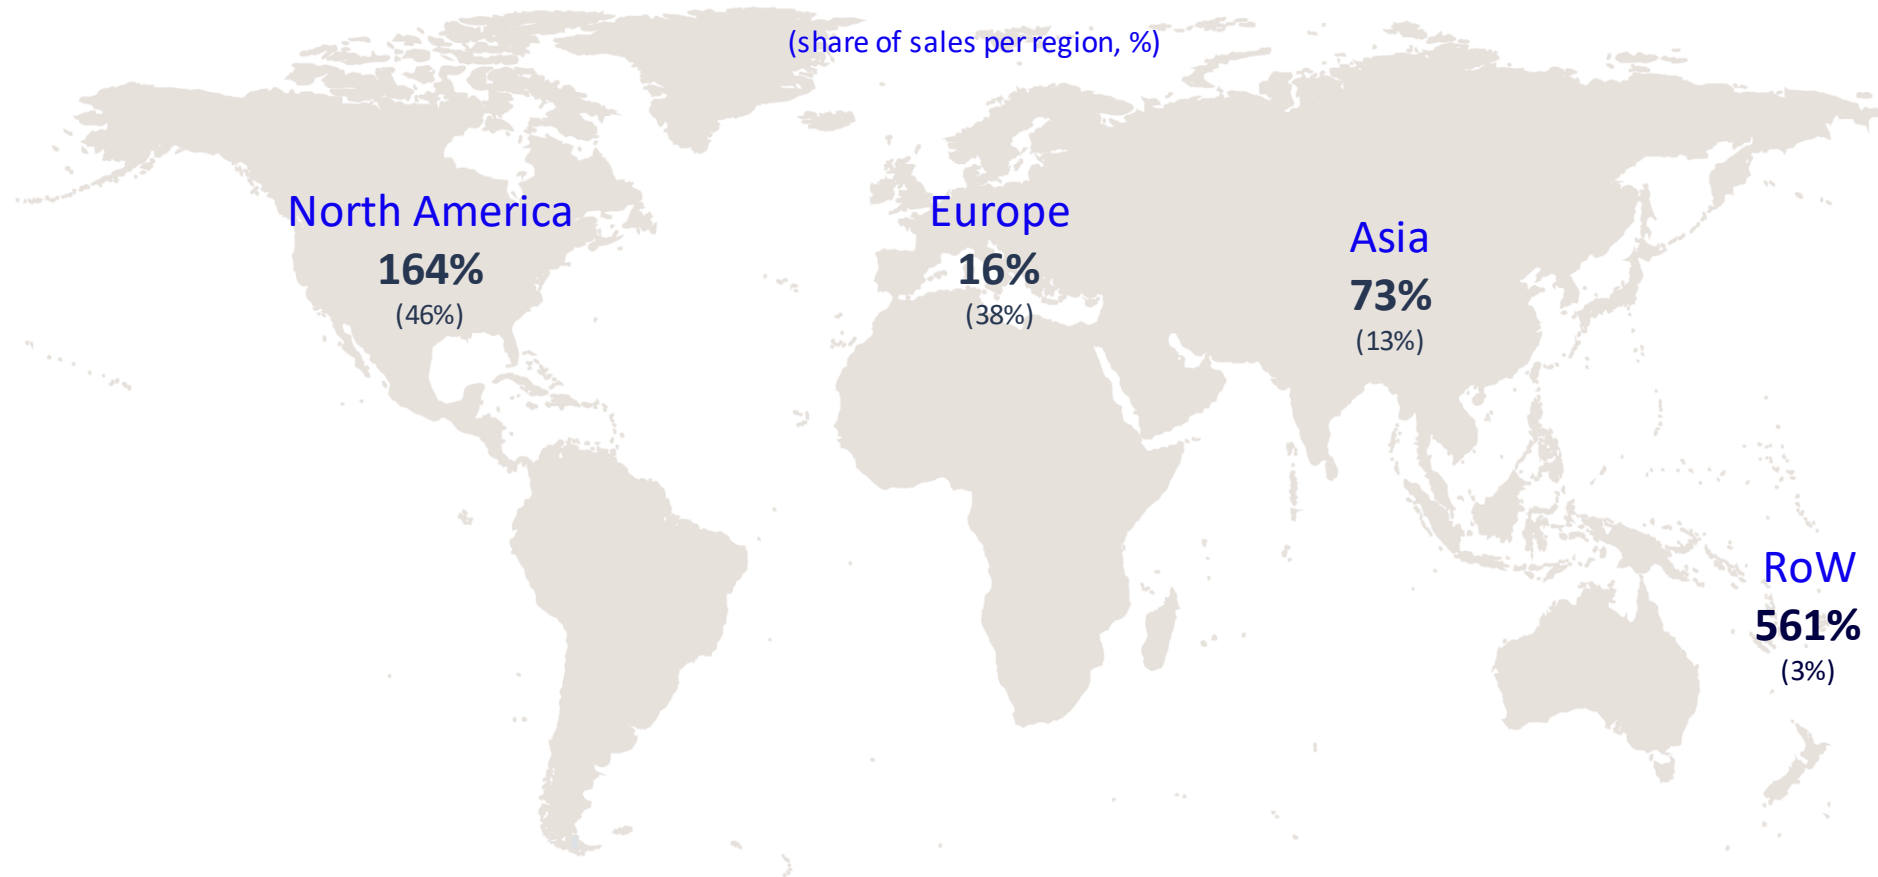 (share of sales per region, %)
North America
164%
(46%)
Europe
16%
(38%)
Asia
73%
(13%)
RoW
561%
(3%)